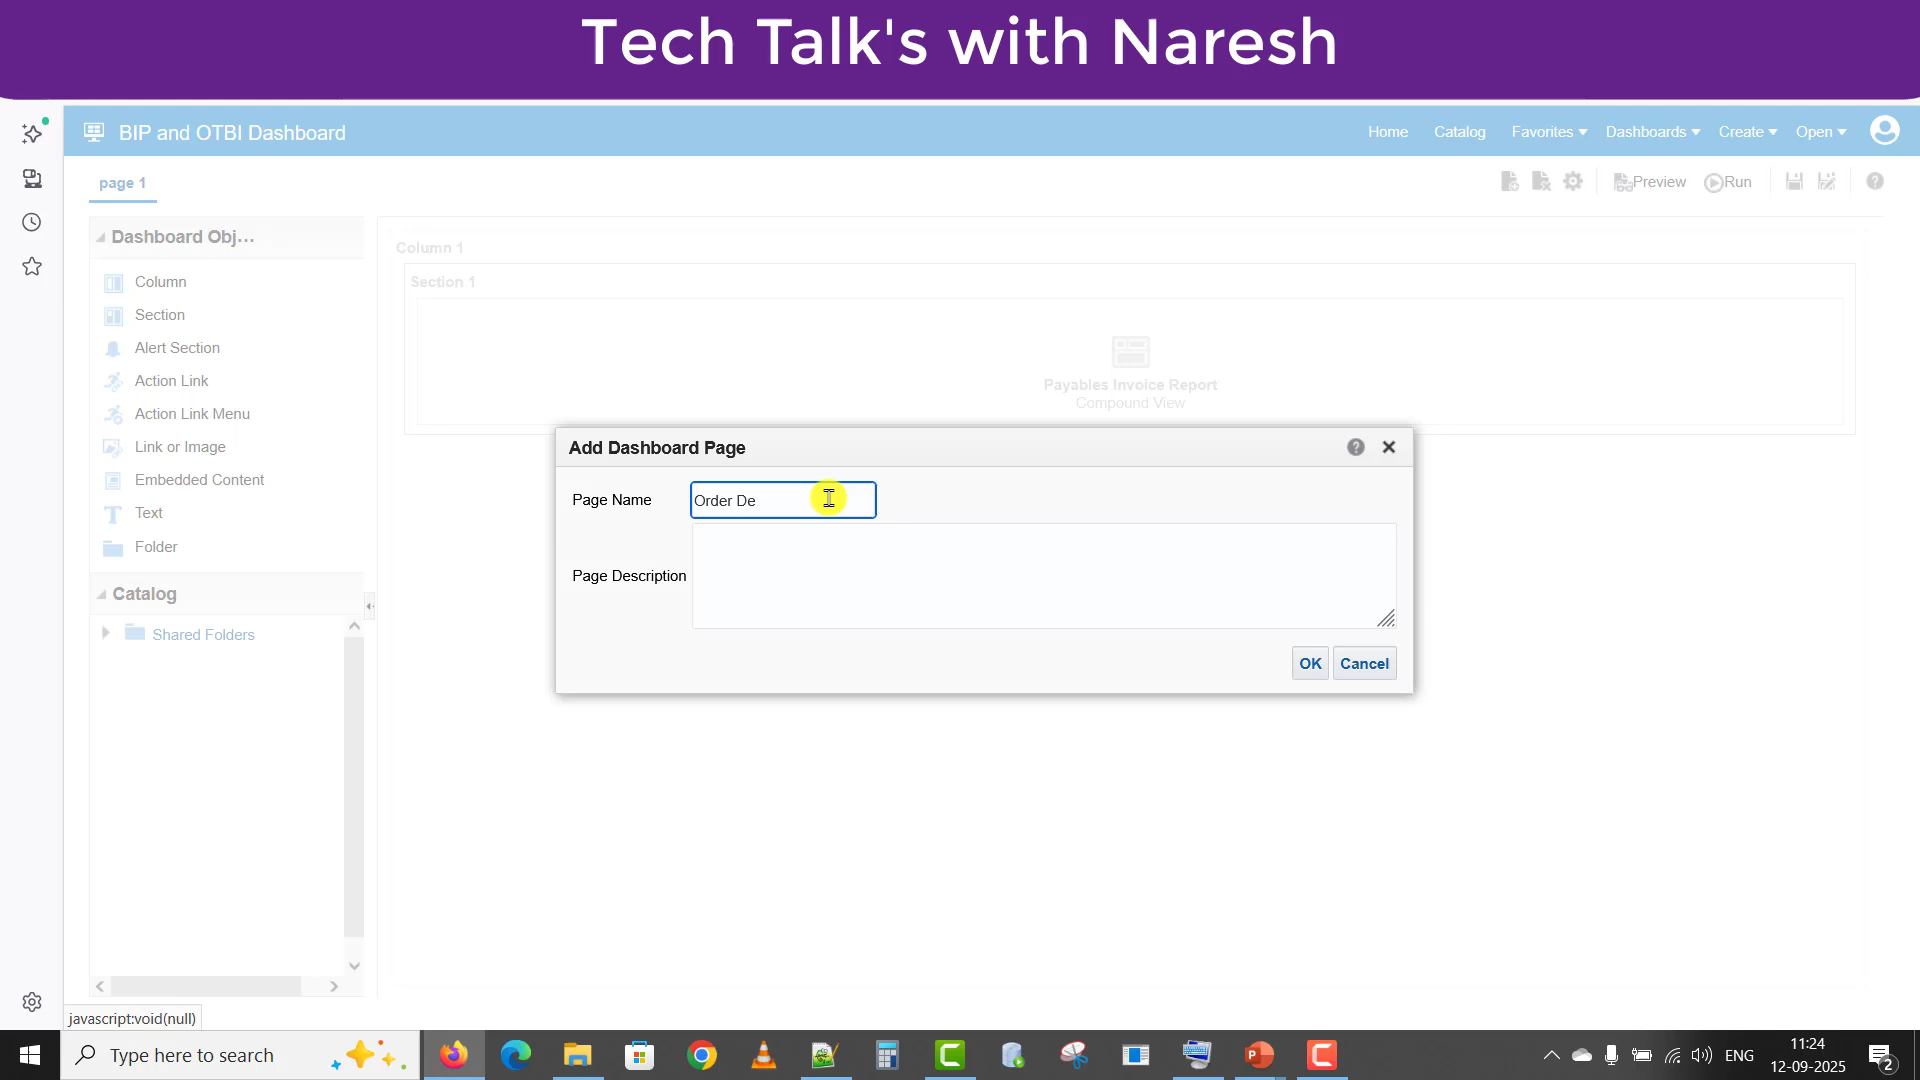 Tech Talk's with Naresh
BIP and OTBI Dashboard
Home
Catalog
Favorites
Dashboards
Create
Open
page 1
Preview
Run
Dashboard Obj...
Column
Section
Alert Section
Action Link
Action Link Menu
Link or Image
Embedded Content
Text
Folder
Catalog
Shared Folders
Column 1
Section 1
Payables Invoice Report
Compound View
Add Dashboard Page
Page Name
Order De
Page Description
OK
Cancel
javascript:void(null)
Type here to search
ENG
11:24
12-09-2025
2